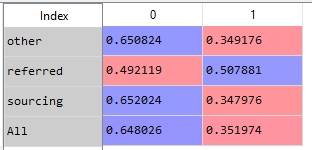 Index 0 1
other 0.650824 0.349176
referred 0.492119 0.507881
sourcing 0.652024 0.347976
All 0.648026 0.351974